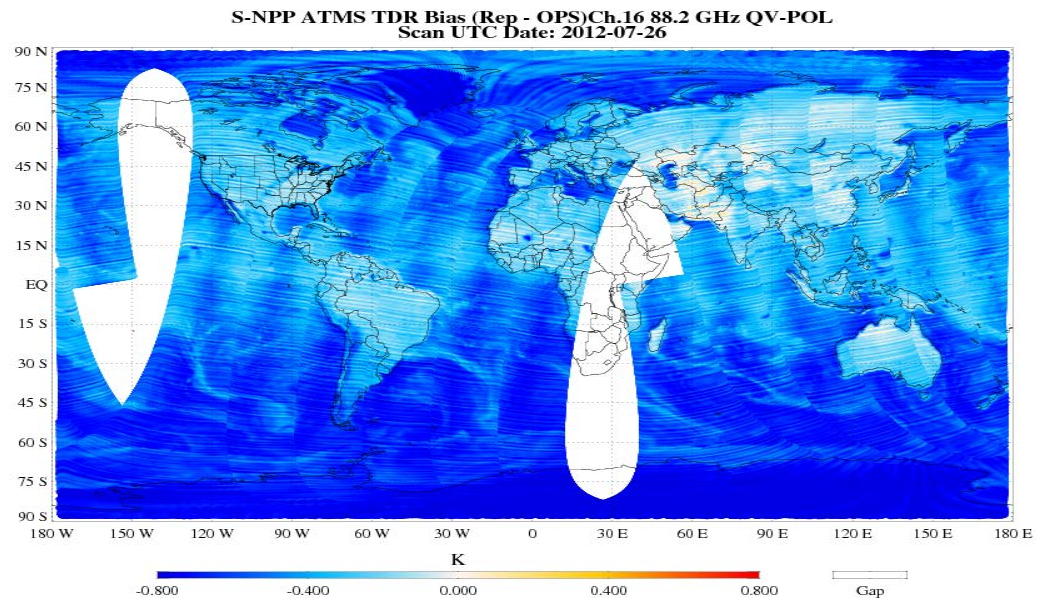 S-NPP ATMS TDR Bias (Rep - OPS)Ch.16 88.2 GHz QV-POL
Scan UTC Date: 2012-07-26
90 N
75 N
60 N
45 N
30 N
15 N
EQ
15 S
30 S
45 S
60 S
75 S
90 S
180 W 150 W 120 W 90 W 60 W 30 W 0 30 E 60 E 90 E 120 E 150 E 180 E
K
-0.800 -0.400 0.000 0.400 0.800 Gap